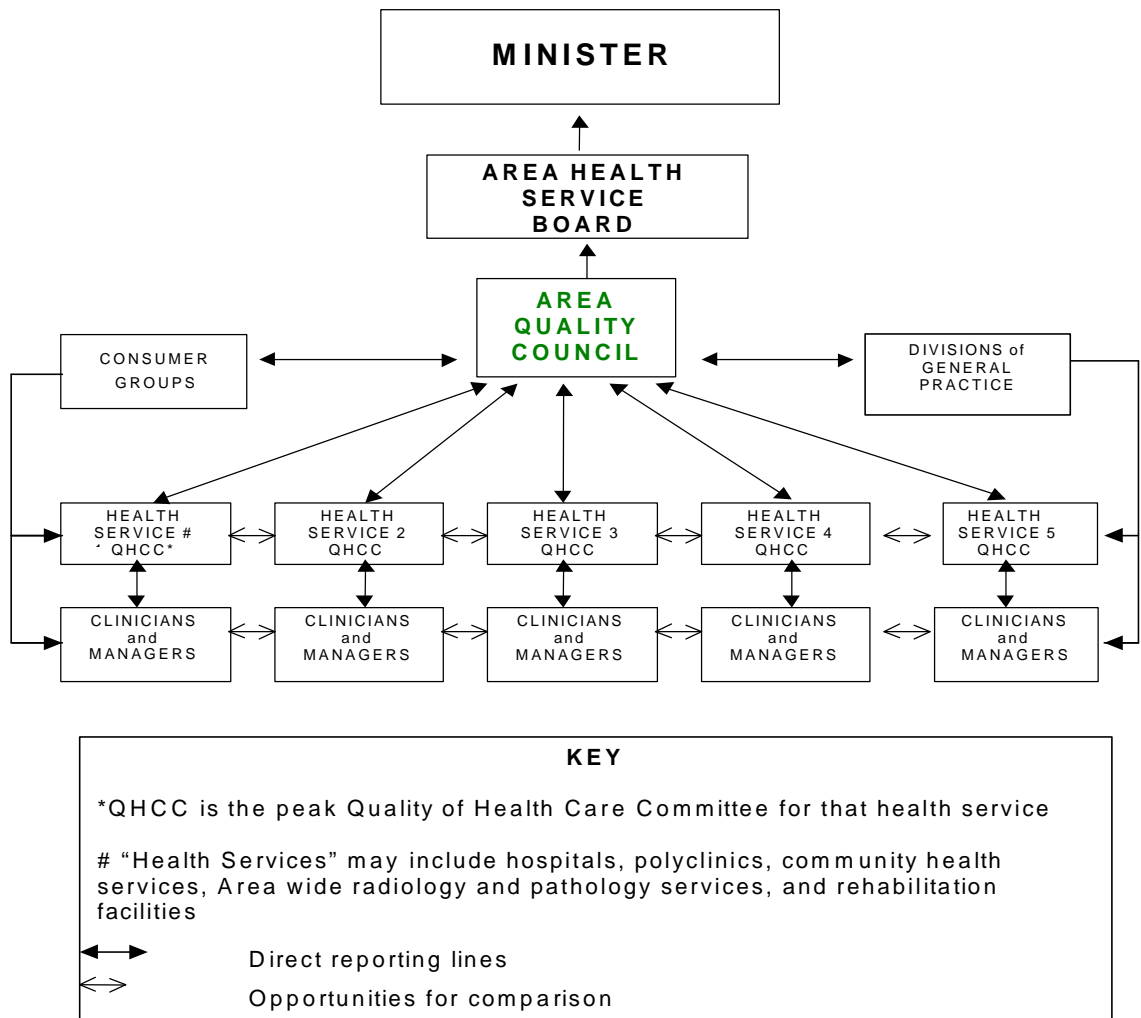 MINISTER
AREA HEALTH
SERVICE
BOARD
AREA
QUALITY
COUNCIL
CONSUMER
GROUPS
DIVISIONS of
GENERAL
PRACTICE
HEALTH
SERVICE #
QHCC*
HEALTH
SERVICE 2
QHCC
HEALTH
SERVICE 3
QHCC
HEALTH
SERVICE 4
QHCC
HEALTH
SERVICE 5
QHCC
CLINICIANS
and
MANAGERS
CLINICIANS
and
MANAGERS
CLINICIANS
and
MANAGERS
CLINICIANS
and
MANAGERS
CLINICIANS
and
MANAGERS
KEY
*QHCC is the peak Quality of Health Care Committee for that health service
# “Health Services” may include hospitals, polyclinics, community health
services, Area wide radiology and pathology services, and rehabilitation
facilities
Direct reporting lines
Opportunities for comparison